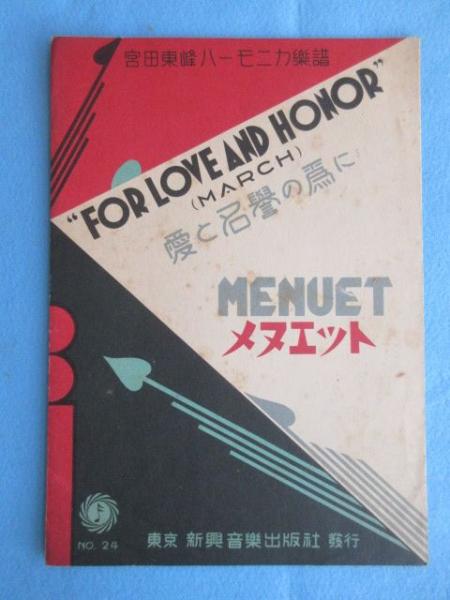 宮田東峰ハーモニカ樂譜
"FOR LOVE AND HONOR"
(MARCH)
愛と名譽の爲に
MENUET
メヌエット
NO. 24
東京 新興音樂出版社 發行